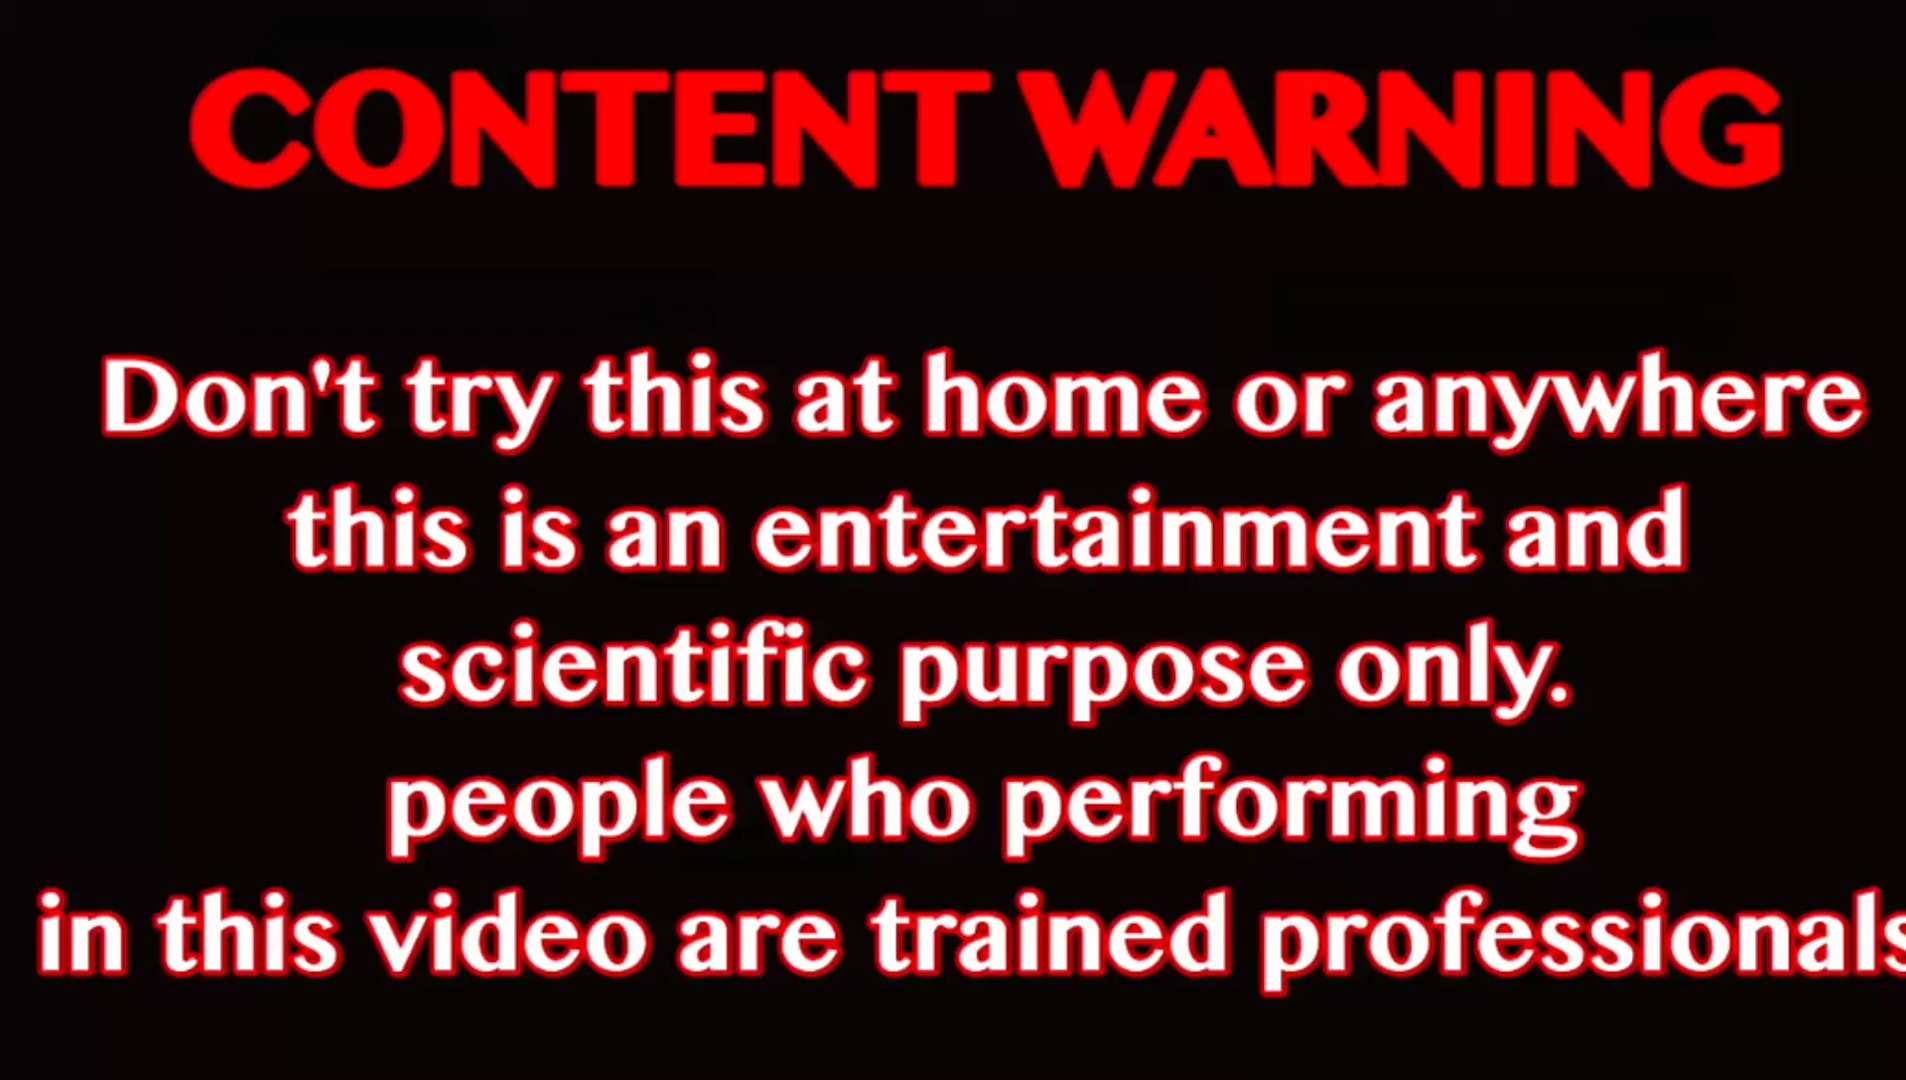 CONTENT WARNING
Don't try this at home or anywhere
this is an entertainment and
scientific purpose only.
people who performing
in this video are trained professionals